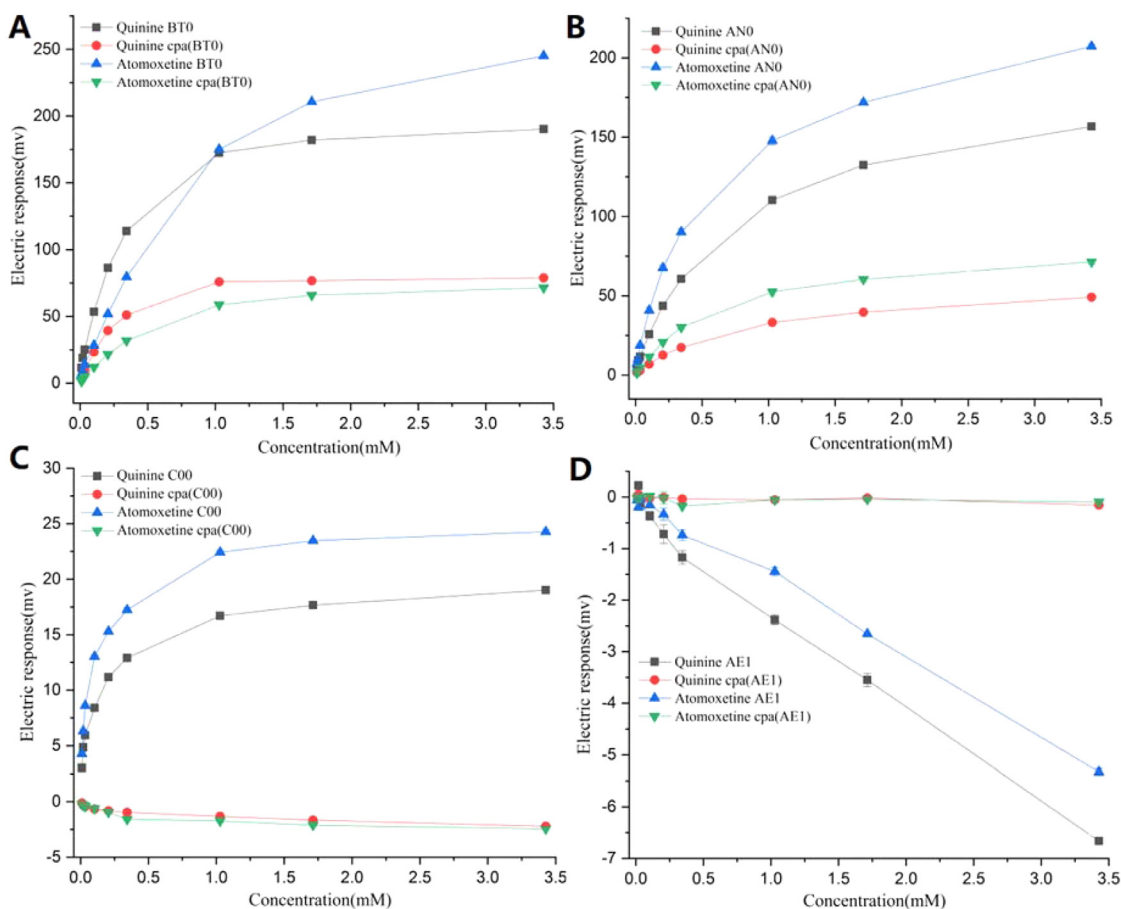 A
Quinine BT0
Quinine cpa(BT0)
Atomoxetine BT0
Atomoxetine cpa(BT0)
250
200
150
100
50
0
Electric response(mv)
0.0 0.5 1.0 1.5 2.0 2.5 3.0 3.5
Concentration(mM)
B
Quinine AN0
Quinine cpa(AN0)
Atomoxetine AN0
Atomoxetine cpa(AN0)
200
150
100
50
0
Electric response(mv)
0.0 0.5 1.0 1.5 2.0 2.5 3.0 3.5
Concentration(mM)
C
Quinine C00
Quinine cpa(C00)
Atomoxetine C00
Atomoxetine cpa(C00)
30
25
20
15
10
5
0
-5
Electric response(mv)
0.0 0.5 1.0 1.5 2.0 2.5 3.0 3.5
Concentration(mM)
D
0
-1
-2
-3
-4
-5
-6
-7
Electric response(mv)
Quinine AE1
Quinine cpa(AE1)
Atomoxetine AE1
Atomoxetine cpa(AE1)
0.0 0.5 1.0 1.5 2.0 2.5 3.0 3.5
Concentration(mM)